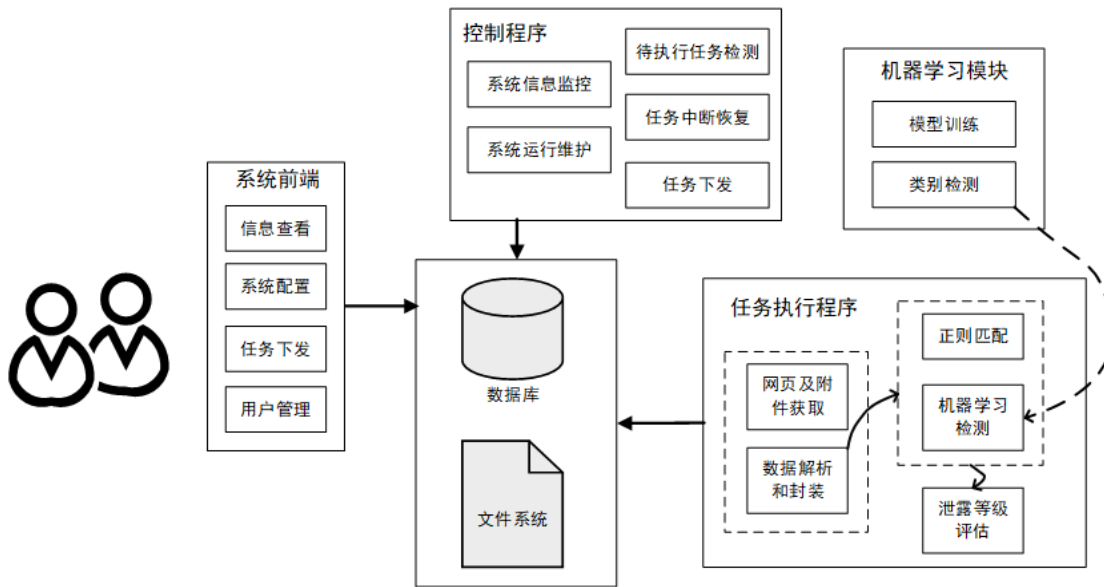 控制程序
系统信息监控
系统运行维护
待执行任务检测
任务中断恢复
任务下发
机器学习模块
模型训练
类别检测
系统前端
信息查看
系统配置
任务下发
用户管理
数据库
文件系统
任务执行程序
网页及附
件获取
数据解析
和封装
正则匹配
机器学习
检测
泄露等级
评估